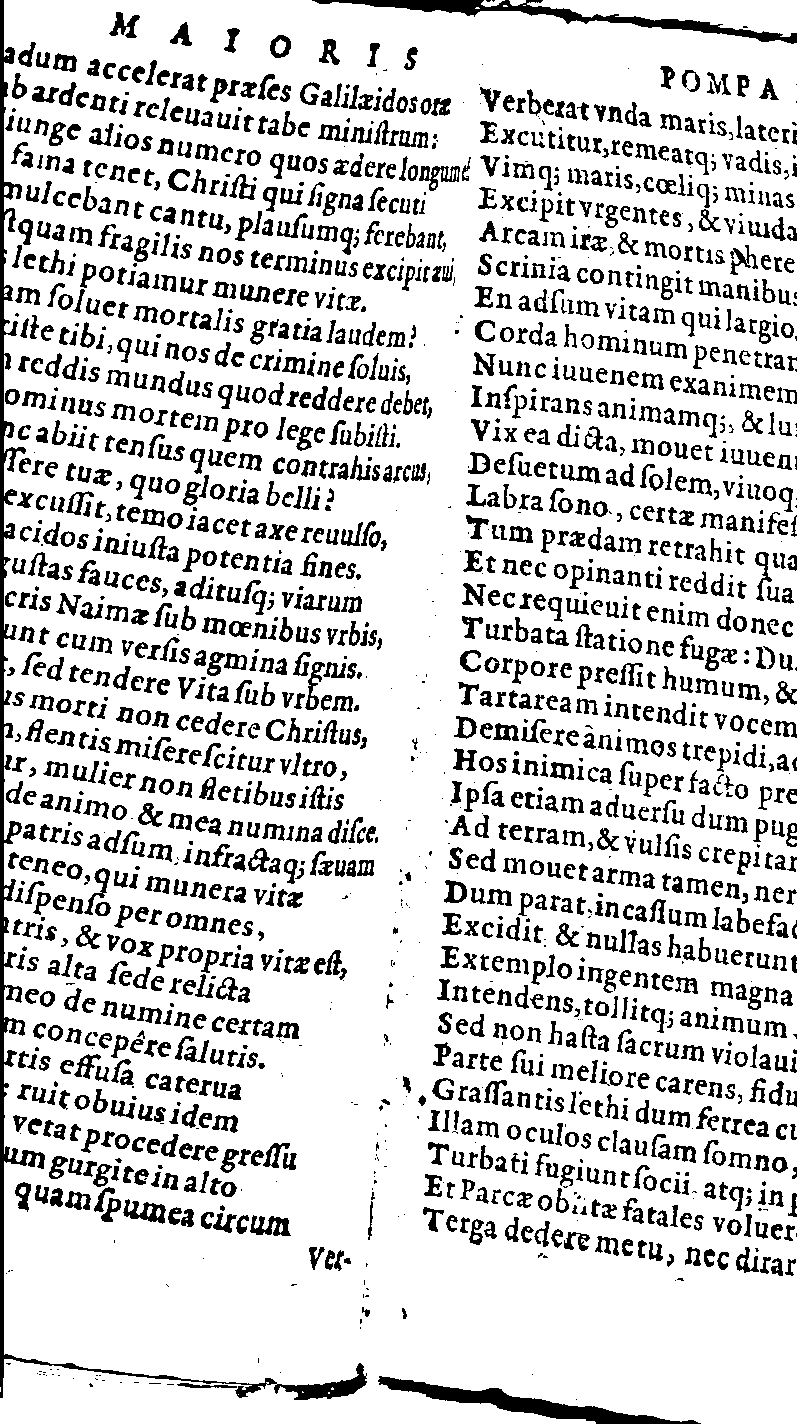 MAIORIS
adum accelerat præſes Galilæidos oræ
ab ardenti releuauit tabe miniſtrum:
iunge alios numero quos ædere longum
fama tenet, Chriſti qui ſigna ſecuti
mulcebant cantu, plauſumq; ferebant,
ſtquam fragilis nos terminus excipit æui,
lethi potiamur munere vitæ.
am ſoluet mortalis gratia laudem?
tibi, qui nos de crimine ſoluis,
reddis mundus quod reddere debet,
ominus mortem pro lege ſubiſti.
nc abiit tenſus quem contrahis arcus,
ſſere tuæ, quo gloria belli?
excuſſit, temo iacet axe reuulſo,
acidos iniuſta potentia fines.
guſtas fauces, adituſq; viarum
cris Naimæ ſub mœnibus vrbis,
unt cum verſis agmina ſignis.
, ſed tendere Vita ſub vrbem.
us morti non cedere Chriſtus,
, flentis miſereſcitur vltro,
ur, mulier non fletibus iſtis
de animo & mea numina diſce.
patris adſum, infractaq; ſæuam
teneo, qui munera vitæ
diſpenſo per omnes,
atris, & vox propria vitæ eſt,
ris alta ſede relicta
meo de numine certam
m concepêre ſalutis.
rtis effuſa caterua
ruit obuius idem
vetat procedere greſſu
um gurgite in alto
quam ſpumea circum
Ver-
POMPA
Verberat vnda maris, lateri
Excutitur, remeatq; vadis, i
Vimq; maris, cœliq; minas
Excipit vrgentes, & viuida
Arcam iræ, & mortis phere
Scrinia contingit manibus
En adſum vitam qui largio
Corda hominum penetran
Nunc iuuenem exanimem
Inſpirans animamq;, & lu
Vix ea dicta, mouet iuuen
Deſuetum ad ſolem, viuoq;
Labra ſono, certæ manifeſ
Tum prædam retrahit qua
Et nec opinanti reddit ſua
Nec requieuit enim donec
Turbata ſtatione fugæ: Du
Corpore preſſit humum, &
Tartaream intendit vocem
Demiſere ânimos trepidi, ac
Hos inimica ſuper facto pre
Ipſa etiam aduerſu dum pug
Ad terram, & vulſis crepitan
Sed mouet arma tamen, ner
Dum parat, incaſſum labefac
Excidit & nullas habuerunt
Extemplo ingentem magna
Intendens, tollitq; animum
Sed non haſta ſacrum violaui
Parte ſui meliore carens, fidu
Graſſantis lethi dum ferrea cu
Illam oculos clauſam ſomno,
Turbati fugiunt ſocii atq; in p
Et Parcæ oblitæ fatales voluer
Terga dedere metu, nec dirar